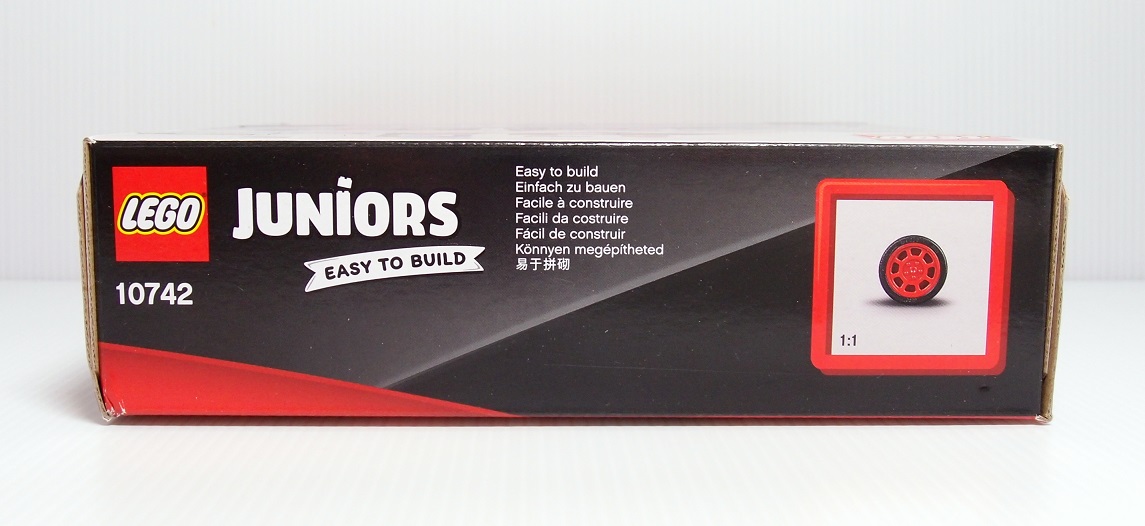 LEGO
JUNIORS
EASY TO BUILD
10742
Easy to build
Einfach zu bauen
Facile à construire
Facili da costruire
Fácil de construir
Könnyen megépítheted
易于拼砌
1:1